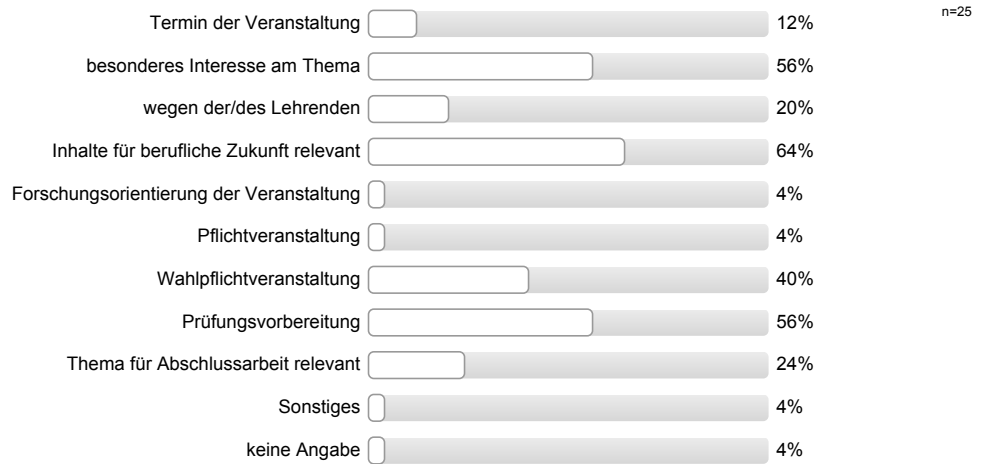 Termin der Veranstaltung 12% n=25
besonderes Interesse am Thema 56%
wegen der/des Lehrenden 20%
Inhalte für berufliche Zukunft relevant 64%
Forschungsorientierung der Veranstaltung 4%
Pflichtveranstaltung 4%
Wahlpflichtveranstaltung 40%
Prüfungsvorbereitung 56%
Thema für Abschlussarbeit relevant 24%
Sonstiges 4%
keine Angabe 4%